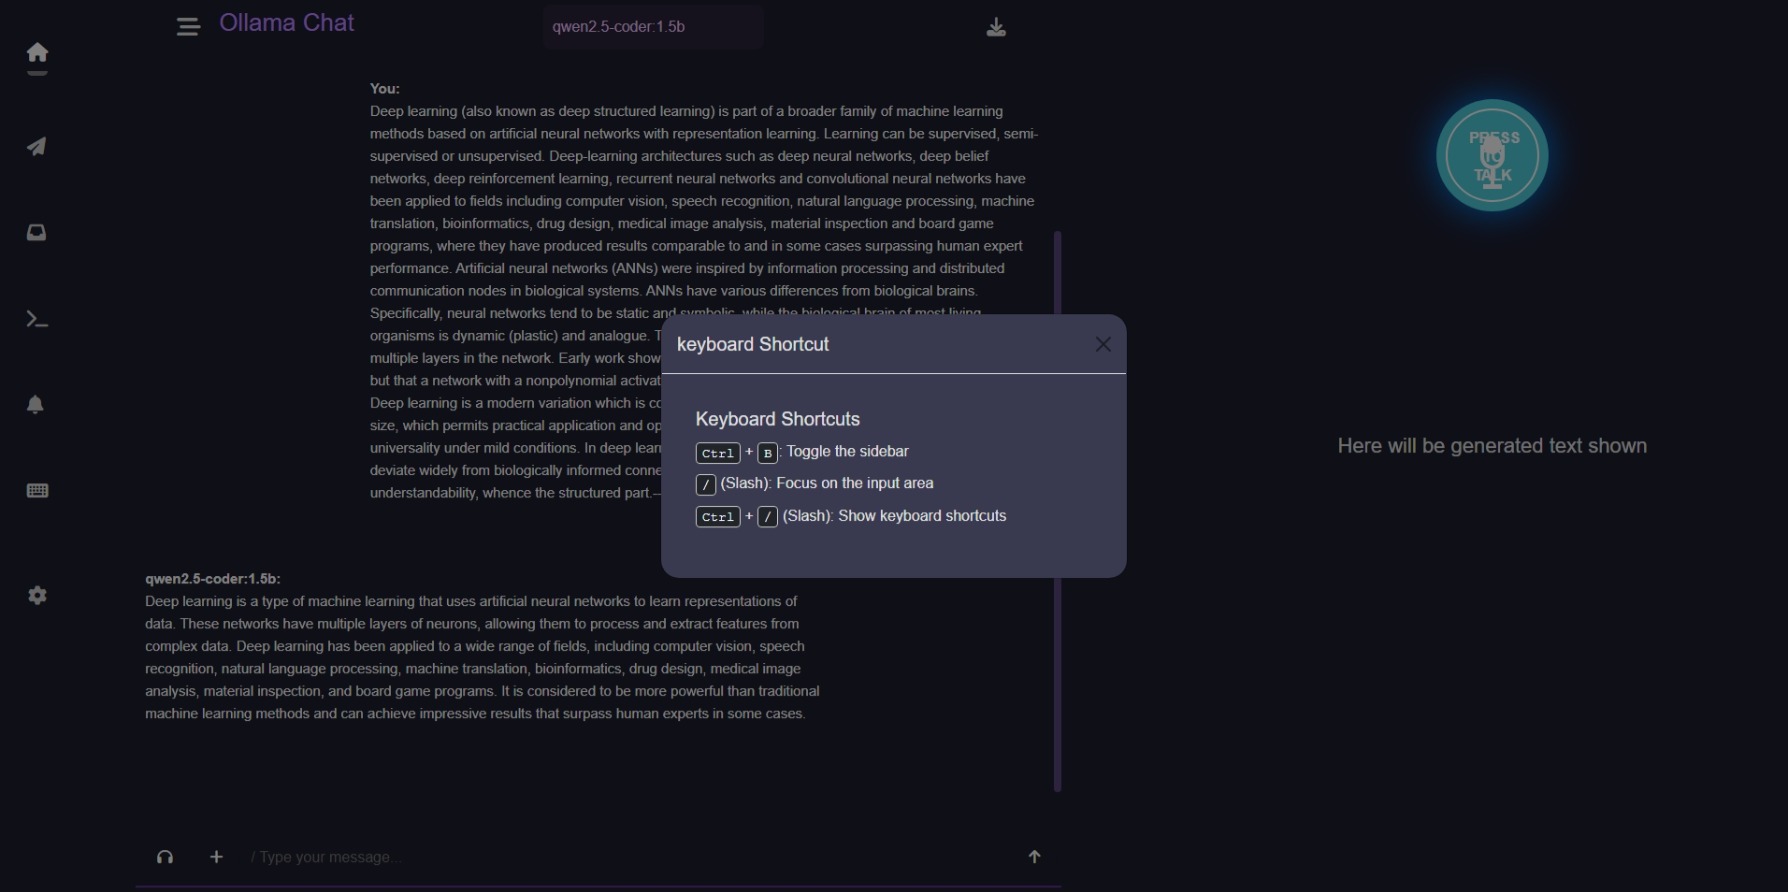 Ollama Chat
qwen2.5-coder:1.5b
You:
Deep learning (also known as deep structured learning) is part of a broader family of machine learning
methods based on artificial neural networks with representation learning. Learning can be supervised, semi-
supervised or unsupervised. Deep-learning architectures such as deep neural networks, deep belief
networks, deep reinforcement learning, recurrent neural networks and convolutional neural networks have
been applied to fields including computer vision, speech recognition, natural language processing, machine
translation, bioinformatics, drug design, medical image analysis, material inspection and board game
programs, where they have produced results comparable to and in some cases surpassing human expert
performance. Artificial neural networks (ANNs) were inspired by information processing and distributed
communication nodes in biological systems. ANNs have various differences from biological brains.
Specifically, neural networks tend to be static and symbolic, while the biological brain of most living
organisms is dynamic (plastic) and analogue.
multiple layers in the network. Early work
but that a network with a nonpolynomial
Deep learning is a modern variation which is
size, which permits practical application and
universality under mild conditions. In deep
deviate widely from biologically informed
understandability, whence the structured part.
qwen2.5-coder:1.5b:
Deep learning is a type of machine learning that uses artificial neural networks to learn representations of
data. These networks have multiple layers of neurons, allowing them to process and extract features from
complex data. Deep learning has been applied to a wide range of fields, including computer vision, speech
recognition, natural language processing, machine translation, bioinformatics, drug design, medical image
analysis, material inspection, and board game programs. It is considered to be more powerful than traditional
machine learning methods and can achieve impressive results that surpass human experts in some cases.
/ Type your message...
keyboard Shortcut
Keyboard Shortcuts
Ctrl + B : Toggle the sidebar
/ (Slash): Focus on the input area
Ctrl + / (Slash): Show keyboard shortcuts
PRESS
TO
TALK
Here will be generated text shown